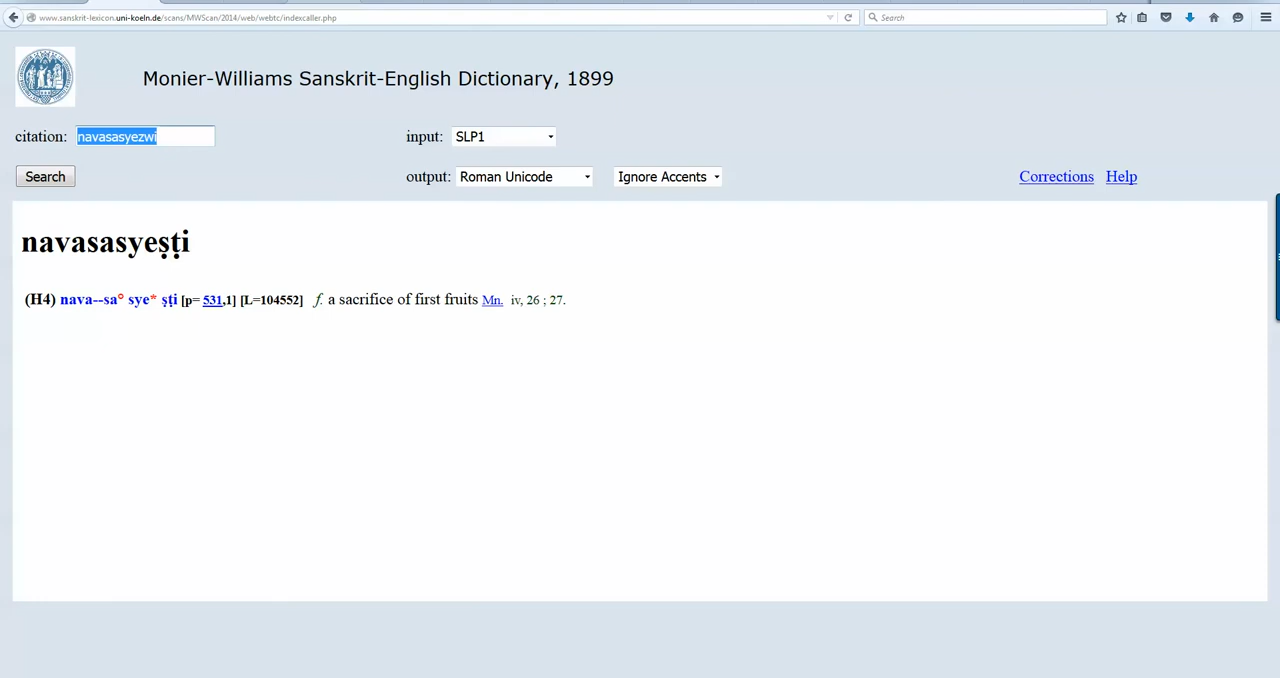 www.sanskrit-lexicon.uni-koeln.de/scans/MWScan/2014/web/webtc/indexcaller.php
Search
Monier-Williams Sanskrit-English Dictionary, 1899
citation: navasasyezwi input: SLP1
Search output: Roman Unicode Ignore Accents Corrections Help
navasasyeṣṭi
(H4) nava--sa° sye* ṣṭi [p= 531,1] [L=104552] f. a sacrifice of first fruits Mn. iv, 26 ; 27.